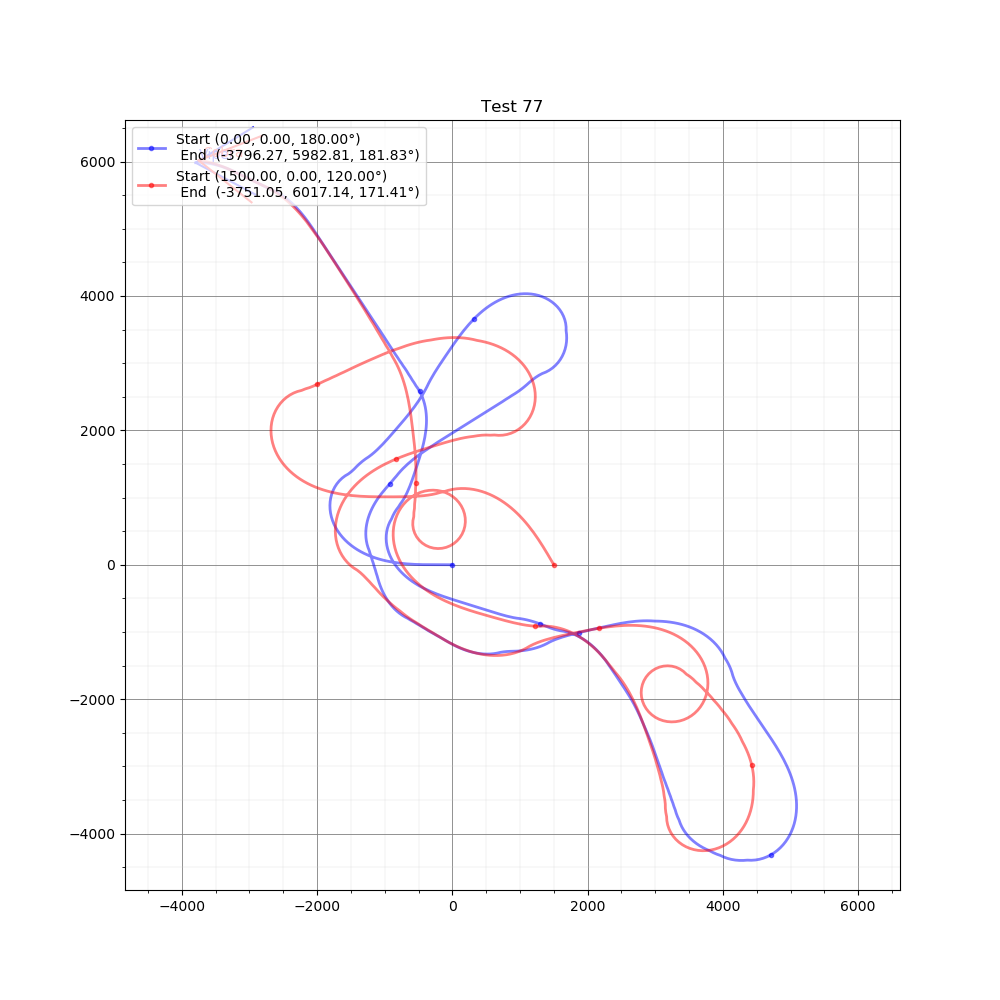 Test 77
Start (0.00, 0.00, 180.00°)
End  (-3796.27, 5982.81, 181.83°)
Start (1500.00, 0.00, 120.00°)
End  (-3751.05, 6017.14, 171.41°)
6000
4000
2000
0
−2000
−4000
−4000 −2000 0 2000 4000 6000